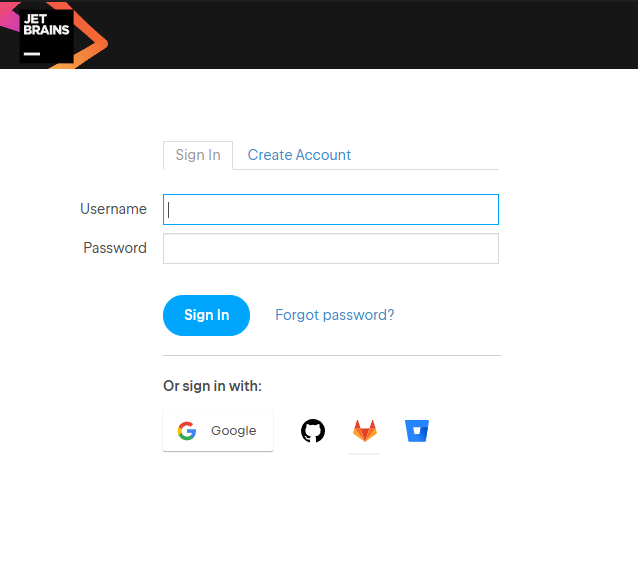 JET
BRAINS
Sign In Create Account
Username
Password
Sign In Forgot password?
Or sign in with:
Google